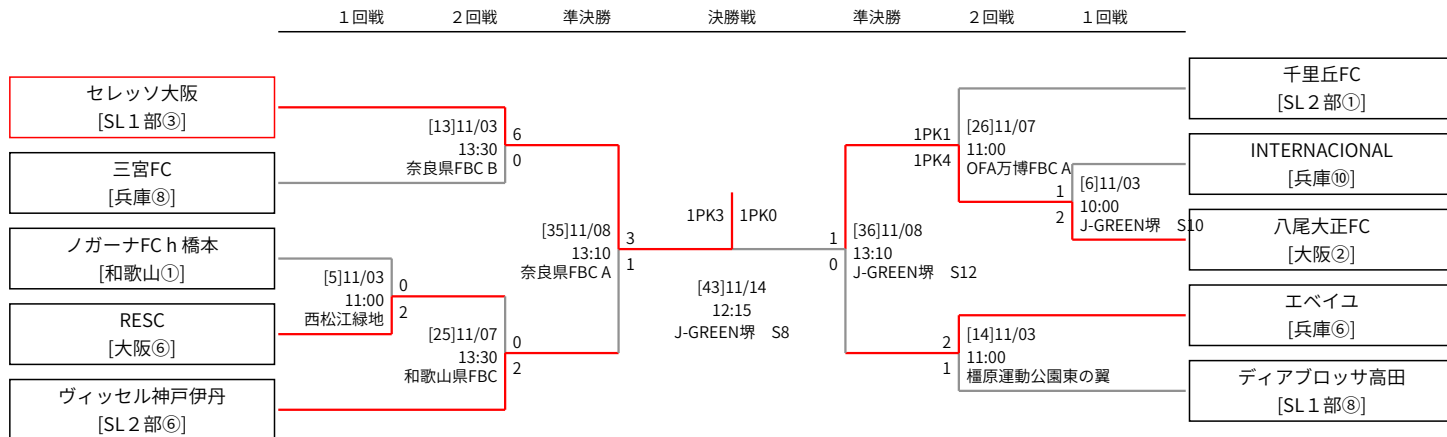 １回戦　２回戦　準決勝　決勝戦　準決勝　２回戦　１回戦
セレッソ大阪
[SL１部③]
三宮FC
[兵庫⑧]
ノガーナFCｈ橋本
[和歌山①]
RESC
[大阪⑥]
ヴィッセル神戸伊丹
[SL２部⑥]
[13]11/03
13:30
奈良県FBC B
6
0
[5]11/03
11:00
西松江緑地
0
2
[25]11/07
13:30
和歌山県FBC
0
2
[35]11/08
13:10
奈良県FBC A
3
1
1PK3
1PK0
[43]11/14
12:15
J-GREEN堺　S8
1
0
[36]11/08
13:10
J-GREEN堺　S12
1PK1
1PK4
[26]11/07
11:00
OFA万博FBC A
1
2
[6]11/03
10:00
J-GREEN堺　S10
2
1
[14]11/03
11:00
橿原運動公園東の翼
千里丘FC
[SL２部①]
INTERNACIONAL
[兵庫⑩]
八尾大正FC
[大阪②]
エベイユ
[兵庫⑥]
ディアブロッサ高田
[SL１部⑧]